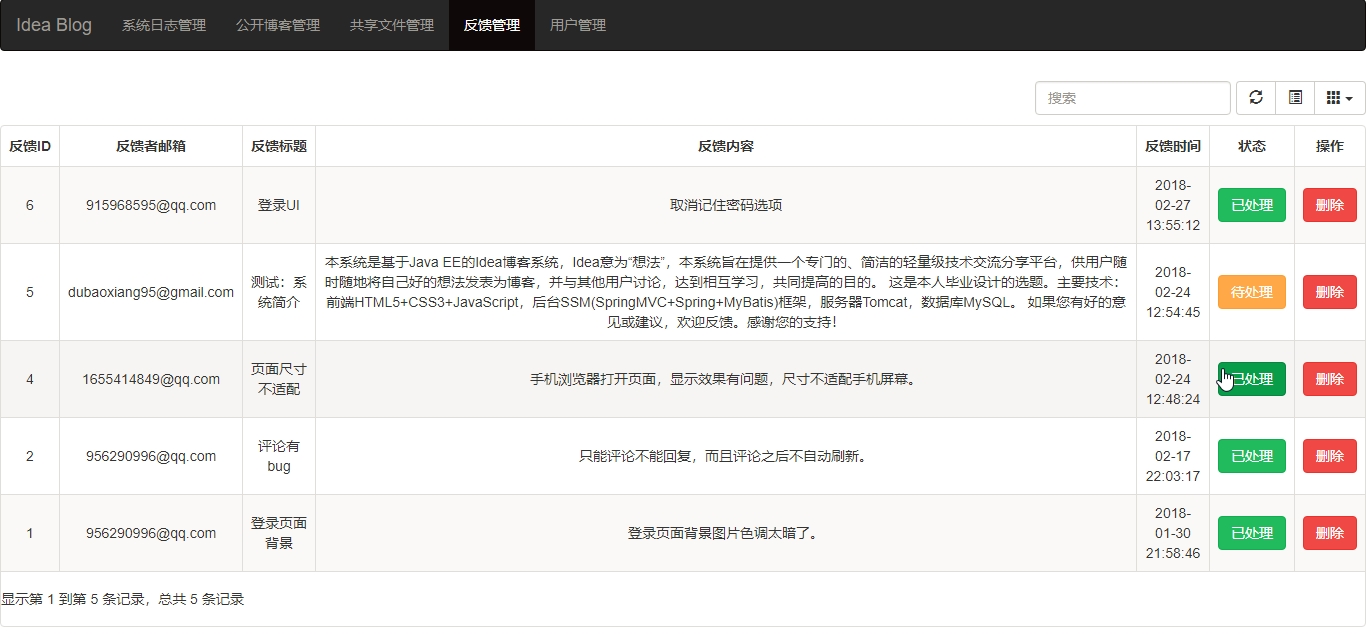 Idea Blog 系统日志管理 公开博客管理 共享文件管理 反馈管理 用户管理
搜索
反馈ID 反馈者邮箱 反馈标题 反馈内容 反馈时间 状态 操作
6 915968595@qq.com 登录UI 取消记住密码选项 2018-
02-27
13:55:12 已处理 删除
5 dubaoxiang95@gmail.com 测试：系
统简介 本系统是基于Java EE的Idea博客系统，Idea意为“想法”，本系统旨在提供一个专门的、简洁的轻量级技术交流分享平台，供用户随
时随地将自己好的想法发表为博客，并与其他用户讨论，达到相互学习，共同提高的目的。 这是本人毕业设计的选题。主要技术：
前端HTML5+CSS3+JavaScript，后台SSM(SpringMVC+Spring+MyBatis)框架，服务器Tomcat，数据库MySQL。 如果您有好的意
见或建议，欢迎反馈。感谢您的支持！ 2018-
02-24
12:54:45 待处理 删除
4 1655414849@qq.com 页面尺寸
不适配 手机浏览器打开页面，显示效果有问题，尺寸不适配手机屏幕。 2018-
02-24
12:48:24 已处理 删除
2 956290996@qq.com 评论有
bug 只能评论不能回复，而且评论之后不自动刷新。 2018-
02-17
22:03:17 已处理 删除
1 956290996@qq.com 登录页面
背景 登录页面背景图片色调太暗了。 2018-
01-30
21:58:46 已处理 删除
显示第 1 到第 5 条记录，总共 5 条记录